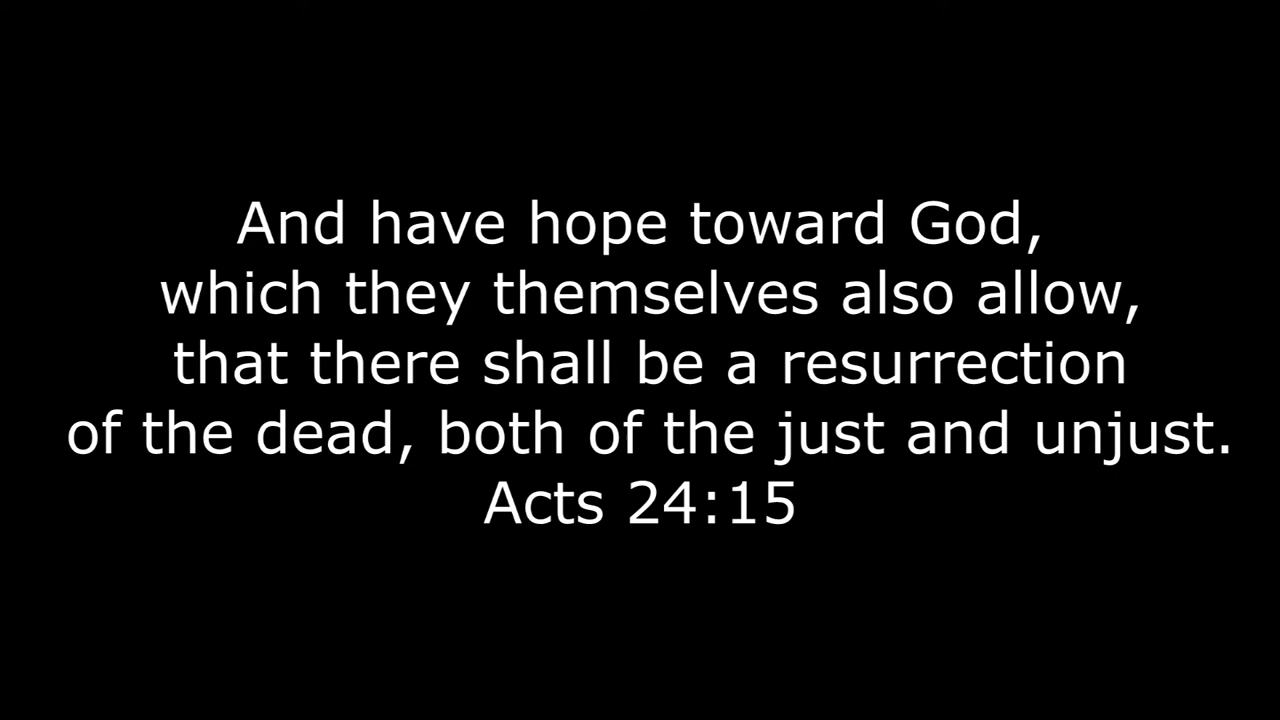 And have hope toward God,
which they themselves also allow,
that there shall be a resurrection
of the dead, both of the just and unjust.
Acts 24:15